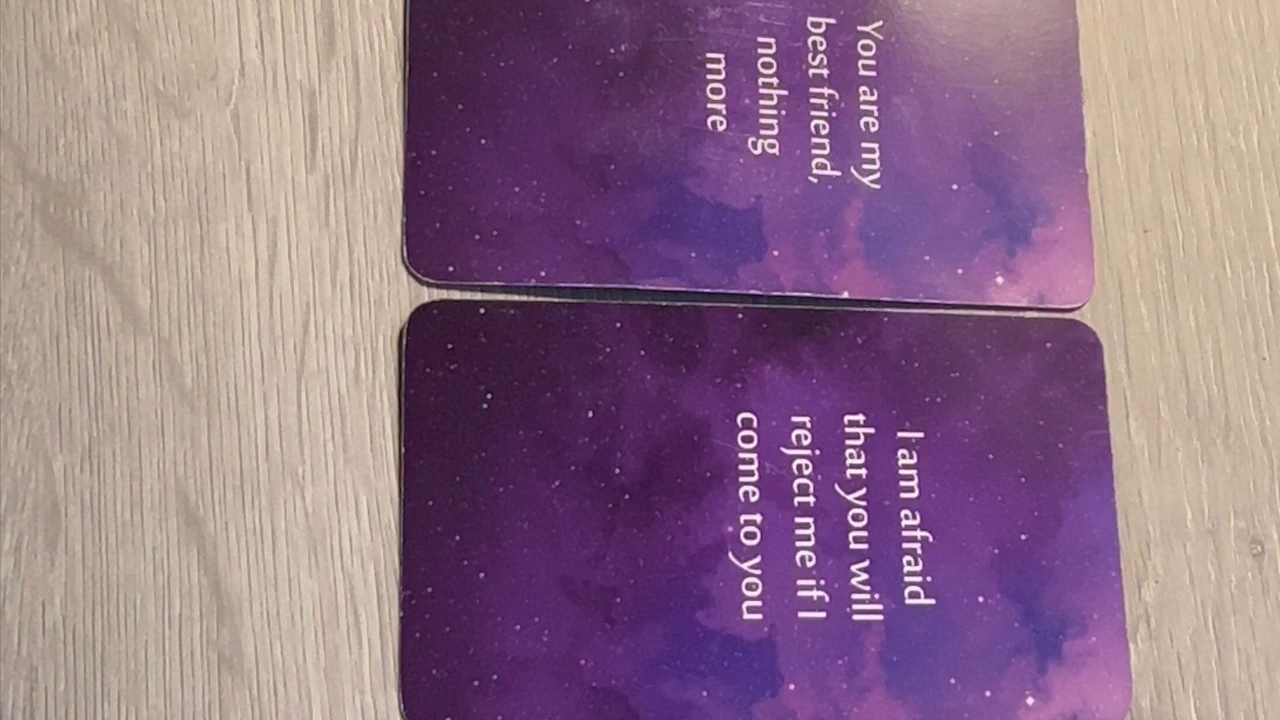 You are my
best friend,
nothing
more
I am afraid
that you will
reject me if I
come to you